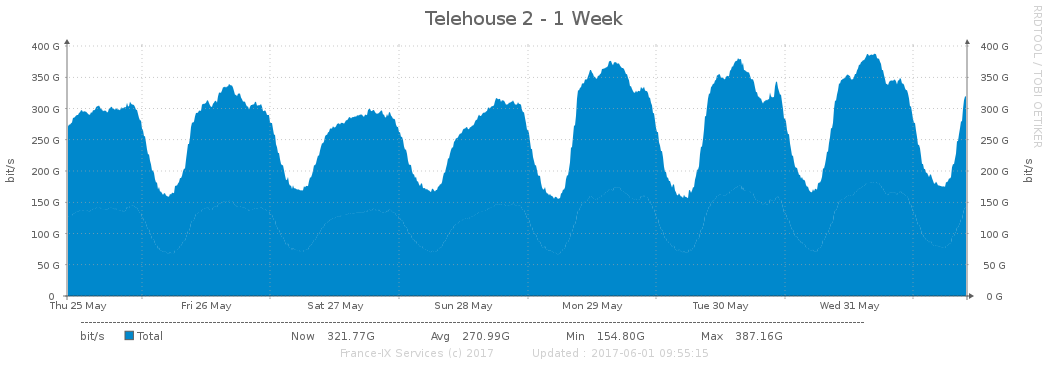 Telehouse 2 - 1 Week
RRDTOOL / TOBI OETIKER
400 G 400 G
350 G 350 G
300 G 300 G
250 G 250 G
200 G 200 G
150 G 150 G
100 G 100 G
50 G 50 G
0 0 G
bit/s bit/s
Thu 25 May Fri 26 May Sat 27 May Sun 28 May Mon 29 May Tue 30 May Wed 31 May
bit/s Total Now 321.77G Avg 270.99G Min 154.80G Max 387.16G
France-IX Services (c) 2017 Updated : 2017-06-01 09:55:15